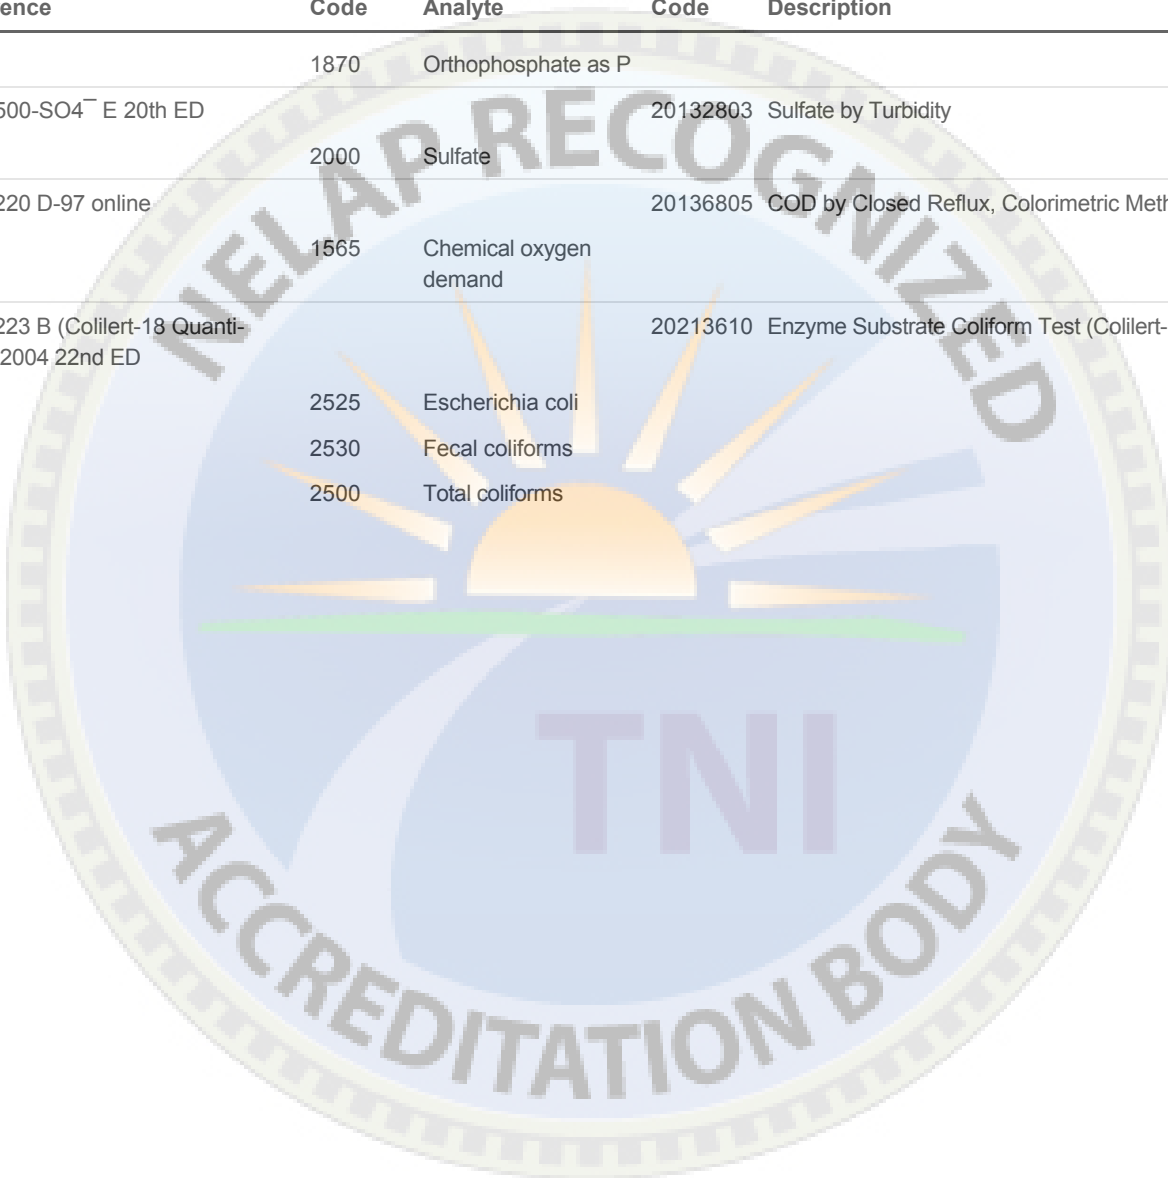 ence Code Analyte Code Description
1870 Orthophosphate as P
500-SO4¯ E 20th ED 20132803 Sulfate by Turbidity
2000 Sulfate
220 D-97 online 20136805 COD by Closed Reflux, Colorimetric Meth
1565 Chemical oxygen
demand
223 B (Colilert-18 Quanti- 20213610 Enzyme Substrate Coliform Test (Colilert-
2004 22nd ED
2525 Escherichia coli
2530 Fecal coliforms
2500 Total coliforms
NELAP RECOGNIZED
TNI
ACCREDITATION BODY